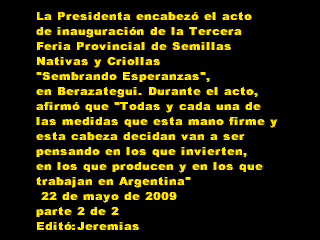 La Presidenta encabezó el acto
de inauguración de la Tercera
Feria Provincial de Semillas
Nativas y Criollas
"Sembrando Esperanzas",
en Berazategui. Durante el acto,
afirmó que "Todas y cada una de
las medidas que esta mano firme y
esta cabeza decidan van a ser
pensando en los que invierten,
en los que producen y en los que
trabajan en Argentina"
22 de mayo de 2009
parte 2 de 2
Editó:Jeremias